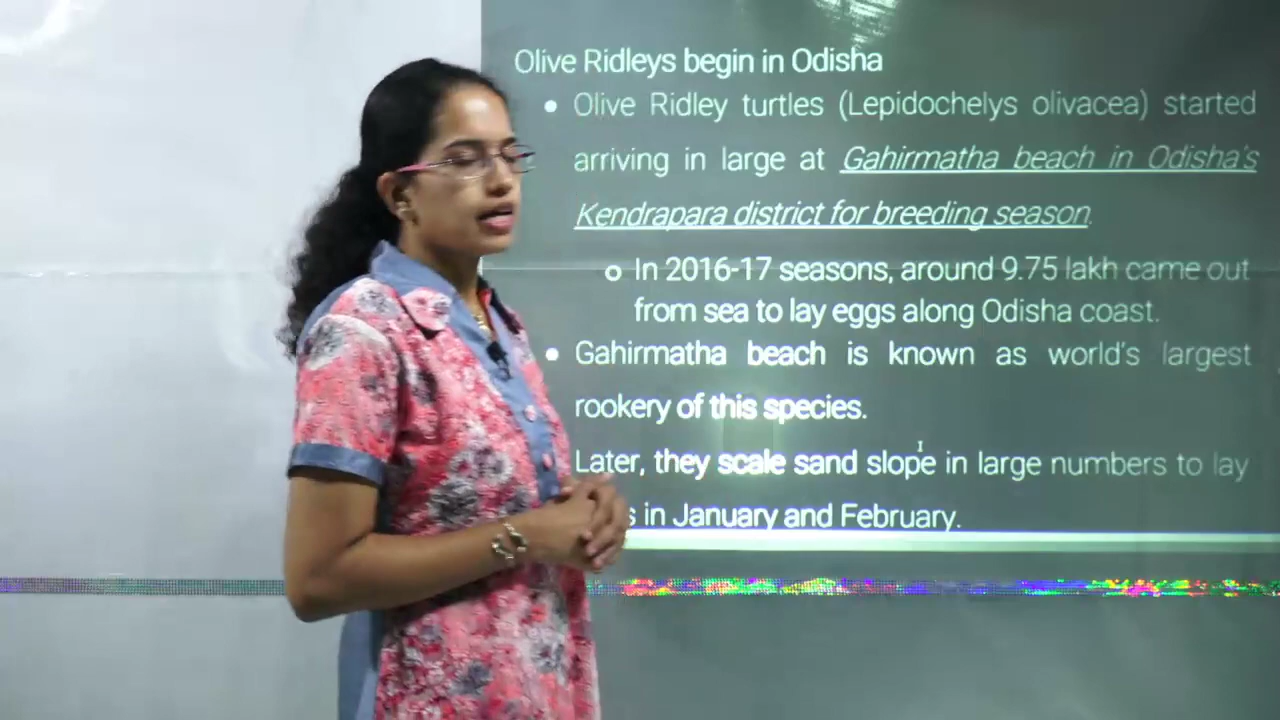 Olive Ridleys begin in Odisha
• Olive Ridley turtles (Lepidochelys olivacea) started
arriving in large at Gahirmatha beach in Odisha's
Kendrapara district for breeding season.
o In 2016-17 seasons, around 9.75 lakh came out
from sea to lay eggs along Odisha coast.
• Gahirmatha beach is known as world's largest
rookery of this species.
Later, they scale sand slope in large numbers to lay
in January and February.